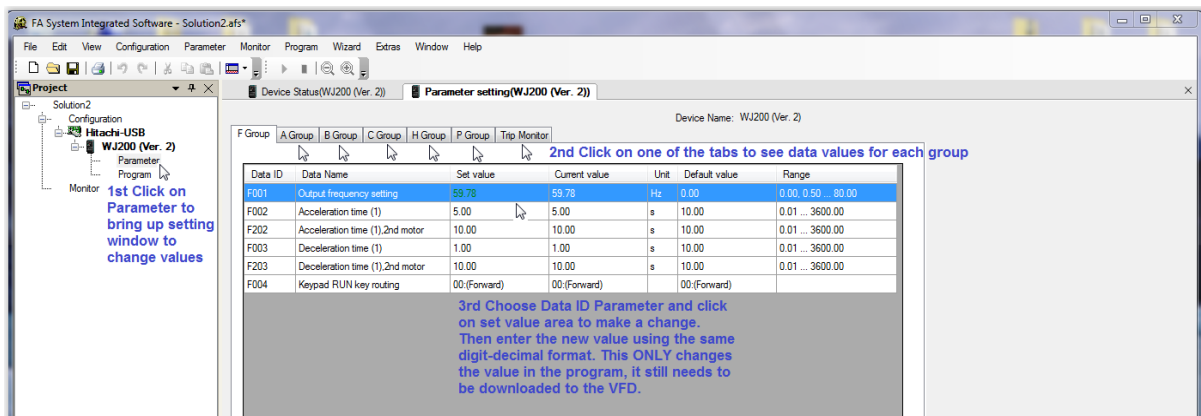 FA System Integrated Software - Solution2.afs*
File Edit View Configuration Parameter Monitor Program Wizard Extras Window Help
Project
Device Status(WJ200 (Ver. 2)) Parameter setting(WJ200 (Ver. 2))
Solution2
Configuration
Hitachi-USB
WJ200 (Ver. 2)
Parameter
Program
Monitor
1st Click on
Parameter to
bring up setting
window to
change values
Device Name: WJ200 (Ver. 2)
F Group A Group B Group C Group H Group P Group Trip Monitor
2nd Click on one of the tabs to see data values for each group
Data ID Data Name Set value Current value Unit Default value Range
F001 Output frequency setting 59.78 59.78 Hz 0.00 0.00, 0.50 ... 80.00
F002 Acceleration time (1) 5.00 5.00 s 10.00 0.01 ... 3600.00
F202 Acceleration time (1),2nd motor 10.00 10.00 s 10.00 0.01 ... 3600.00
F003 Deceleration time (1) 1.00 1.00 s 10.00 0.01 ... 3600.00
F203 Deceleration time (1),2nd motor 10.00 10.00 s 10.00 0.01 ... 3600.00
F004 Keypad RUN key routing 00:(Forward) 00:(Forward) 00:(Forward)
3rd Choose Data ID Parameter and click
on set value area to make a change.
Then enter the new value using the same
digit-decimal format. This ONLY changes
the value in the program, it still needs to
be downloaded to the VFD.